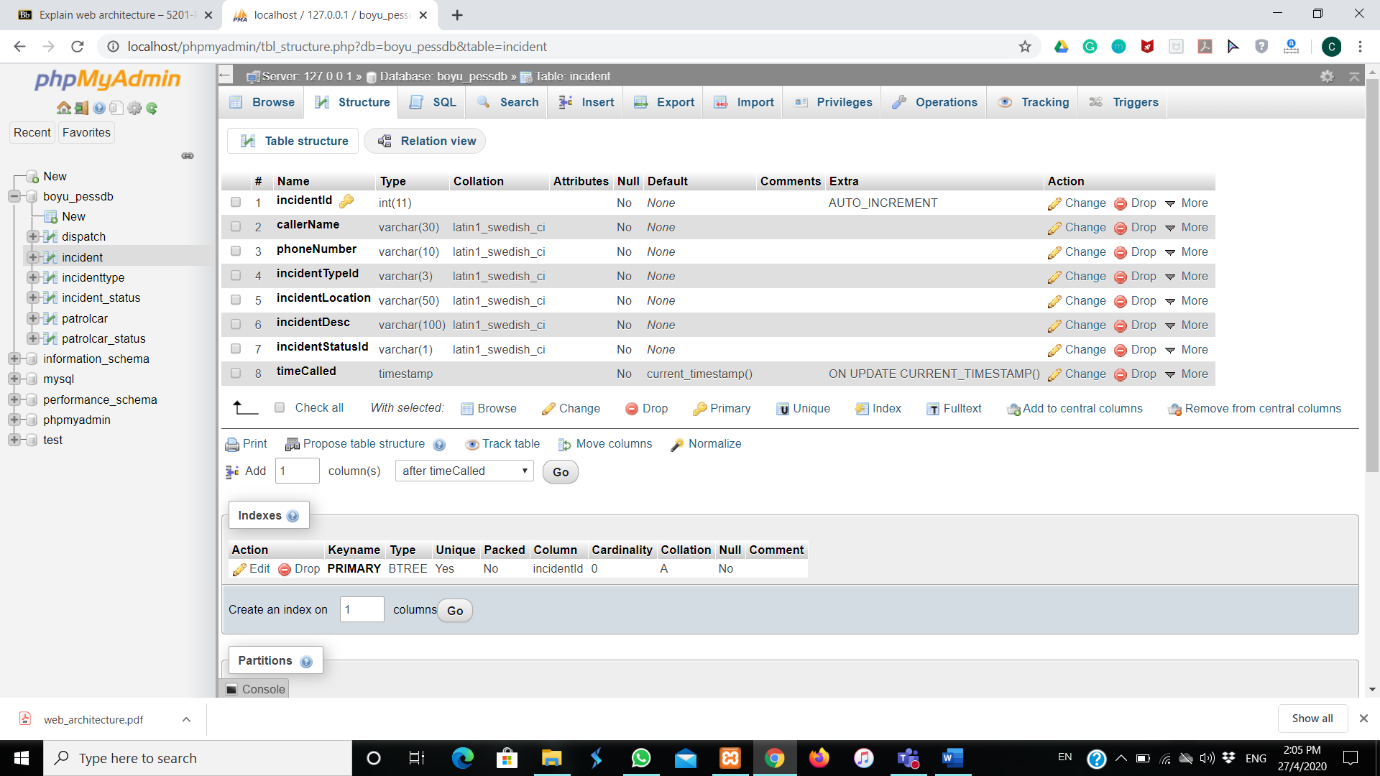 Explain web architecture – 5201-
localhost / 127.0.0.1 / boyu_pess
localhost/phpmyadmin/tbl_structure.php?db=boyu_pessdb&table=incident
C
phpMyAdmin
Recent Favorites
New
boyu_pessdb
New
dispatch
incident
incidenttype
incident_status
patrolcar
patrolcar_status
information_schema
mysql
performance_schema
phpmyadmin
test
Server: 127.0.0.1 » Database: boyu_pessdb » Table: incident
Browse Structure SQL Search Insert Export Import Privileges Operations Tracking Triggers
Table structure Relation view
# Name Type Collation Attributes Null Default Comments Extra Action
1 incidentId int(11) No None AUTO_INCREMENT Change Drop More
2 callerName varchar(30) latin1_swedish_ci No None Change Drop More
3 phoneNumber varchar(10) latin1_swedish_ci No None Change Drop More
4 incidentTypeId varchar(3) latin1_swedish_ci No None Change Drop More
5 incidentLocation varchar(50) latin1_swedish_ci No None Change Drop More
6 incidentDesc varchar(100) latin1_swedish_ci No None Change Drop More
7 incidentStatusId varchar(1) latin1_swedish_ci No None Change Drop More
8 timeCalled timestamp No current_timestamp() ON UPDATE CURRENT_TIMESTAMP() Change Drop More
Check all With selected: Browse Change Drop Primary Unique Index Fulltext Add to central columns Remove from central columns
Print Propose table structure Track table Move columns Normalize
Add 1 column(s) after timeCalled Go
Indexes
Action Keyname Type Unique Packed Column Cardinality Collation Null Comment
Edit Drop PRIMARY BTREE Yes No incidentId 0 A No
Create an index on 1 columns Go
Partitions
Console
web_architecture.pdf
Show all
Type here to search
EN
ENG
2:05 PM
27/4/2020